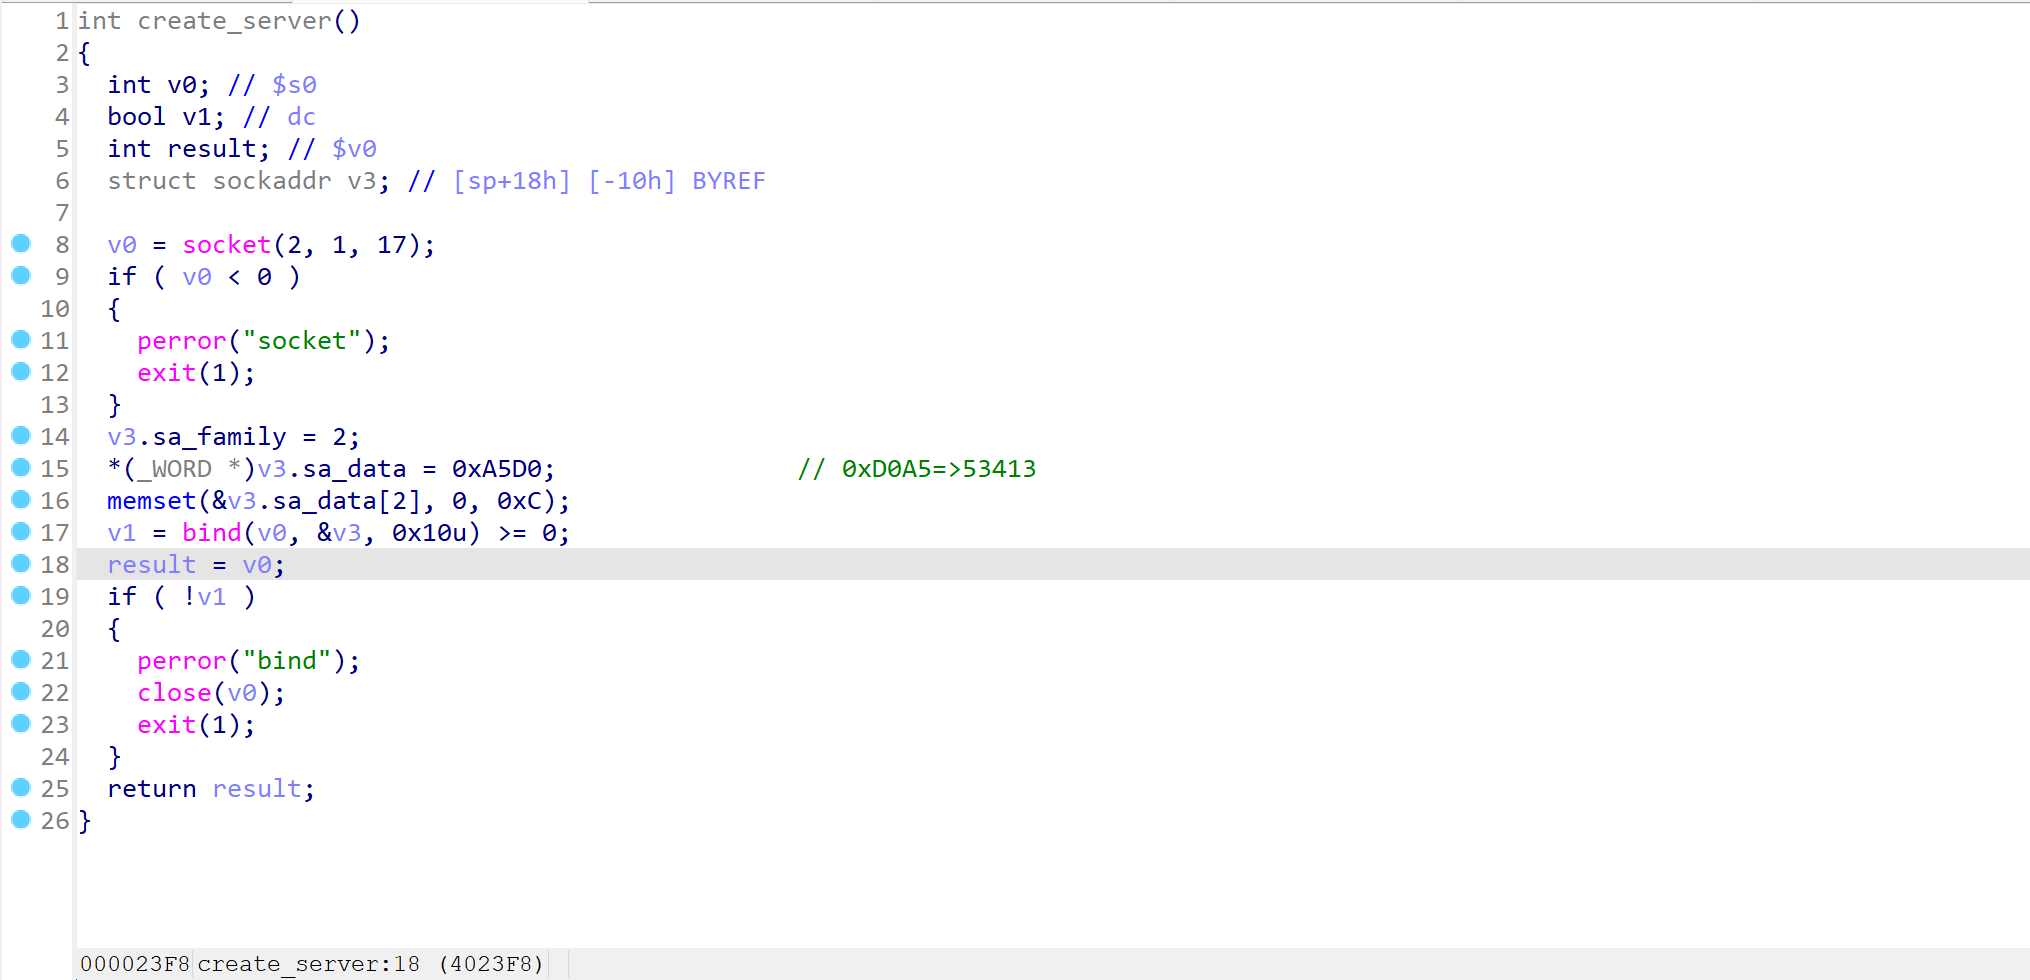 1 int create_server()
2 {
3   int v0; // $s0
4   bool v1; // dc
5   int result; // $v0
6   struct sockaddr v3; // [sp+18h] [-10h] BYREF
7
8   v0 = socket(2, 1, 17);
9   if ( v0 < 0 )
10   {
11     perror("socket");
12     exit(1);
13   }
14   v3.sa_family = 2;
15   *(_WORD *)v3.sa_data = 0xA5D0;                // 0xD0A5=>53413
16   memset(&v3.sa_data[2], 0, 0xC);
17   v1 = bind(v0, &v3, 0x10u) >= 0;
18   result = v0;
19   if ( !v1 )
20   {
21     perror("bind");
22     close(v0);
23     exit(1);
24   }
25   return result;
26 }
000023F8 create_server:18 (4023F8)